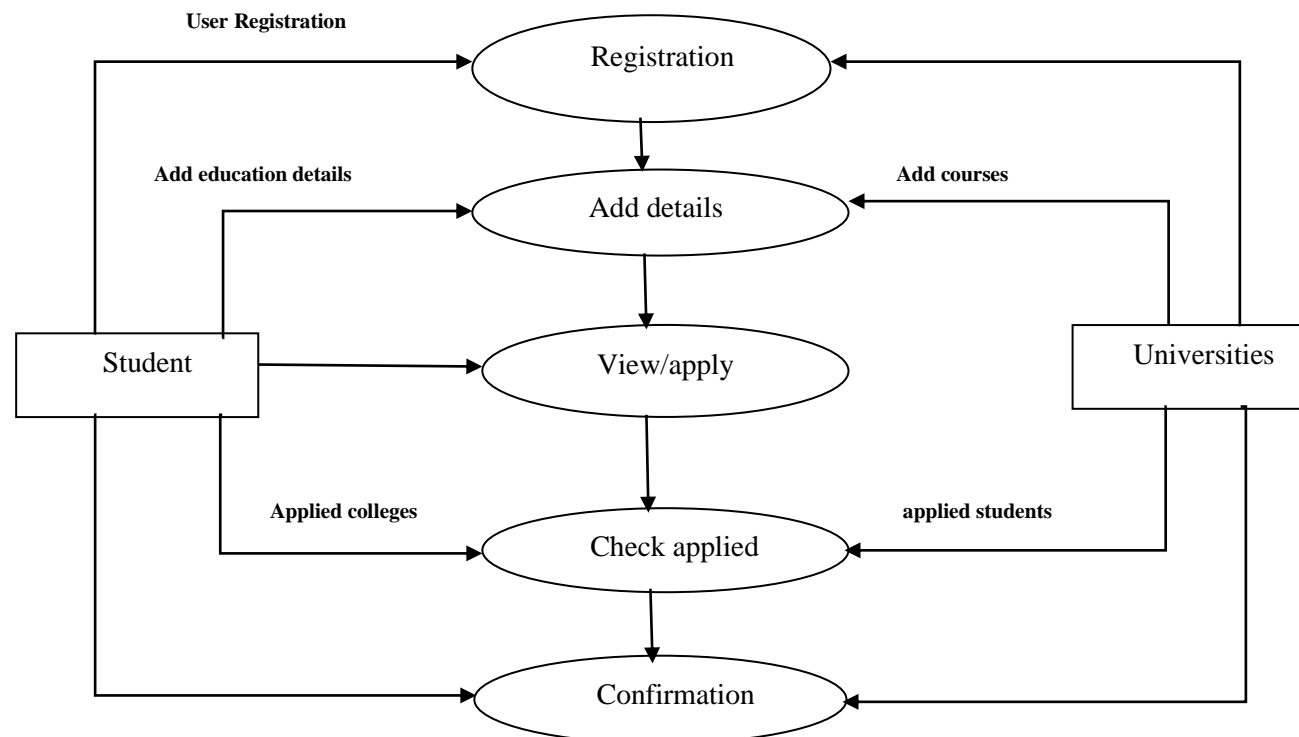 User Registration
Registration
Add education details
Add courses
Add details
Student
View/apply
Universities
Applied colleges
applied students
Check applied
Confirmation